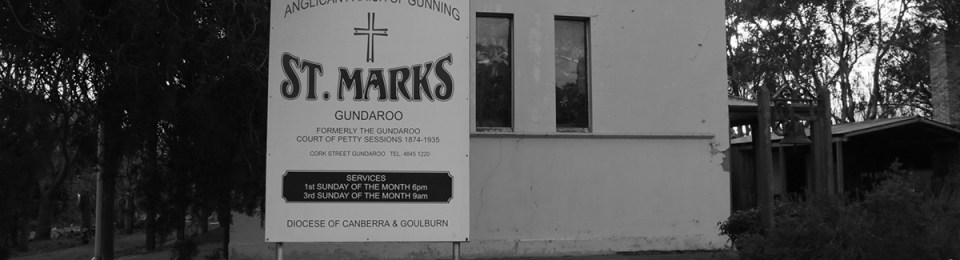 ANGLICAN PARISH OF GUNNING
ST. MARKS
GUNDAROO
FORMERLY THE GUNDAROO
COURT OF PETTY SESSIONS 1874-1935
CORK STREET GUNDAROO TEL. 4845 1220
SERVICES
1st SUNDAY OF THE MONTH 6pm
3rd SUNDAY OF THE MONTH 9am
DIOCESE OF CANBERRA & GOULBURN